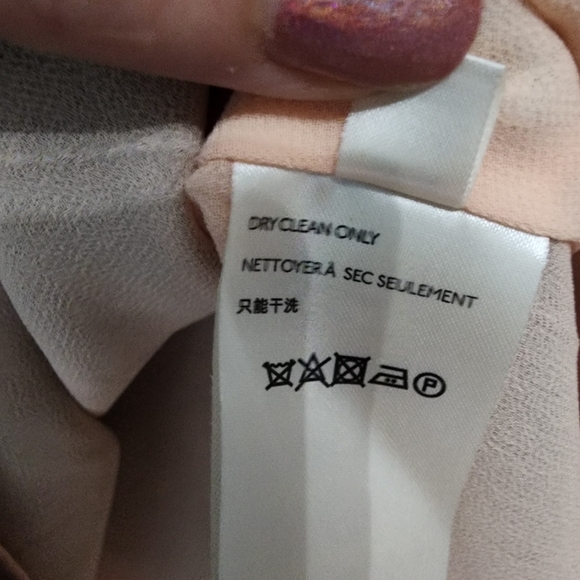 DRY CLEAN ONLY
NETTOYER À SEC SEULEMENT
只能干洗
P